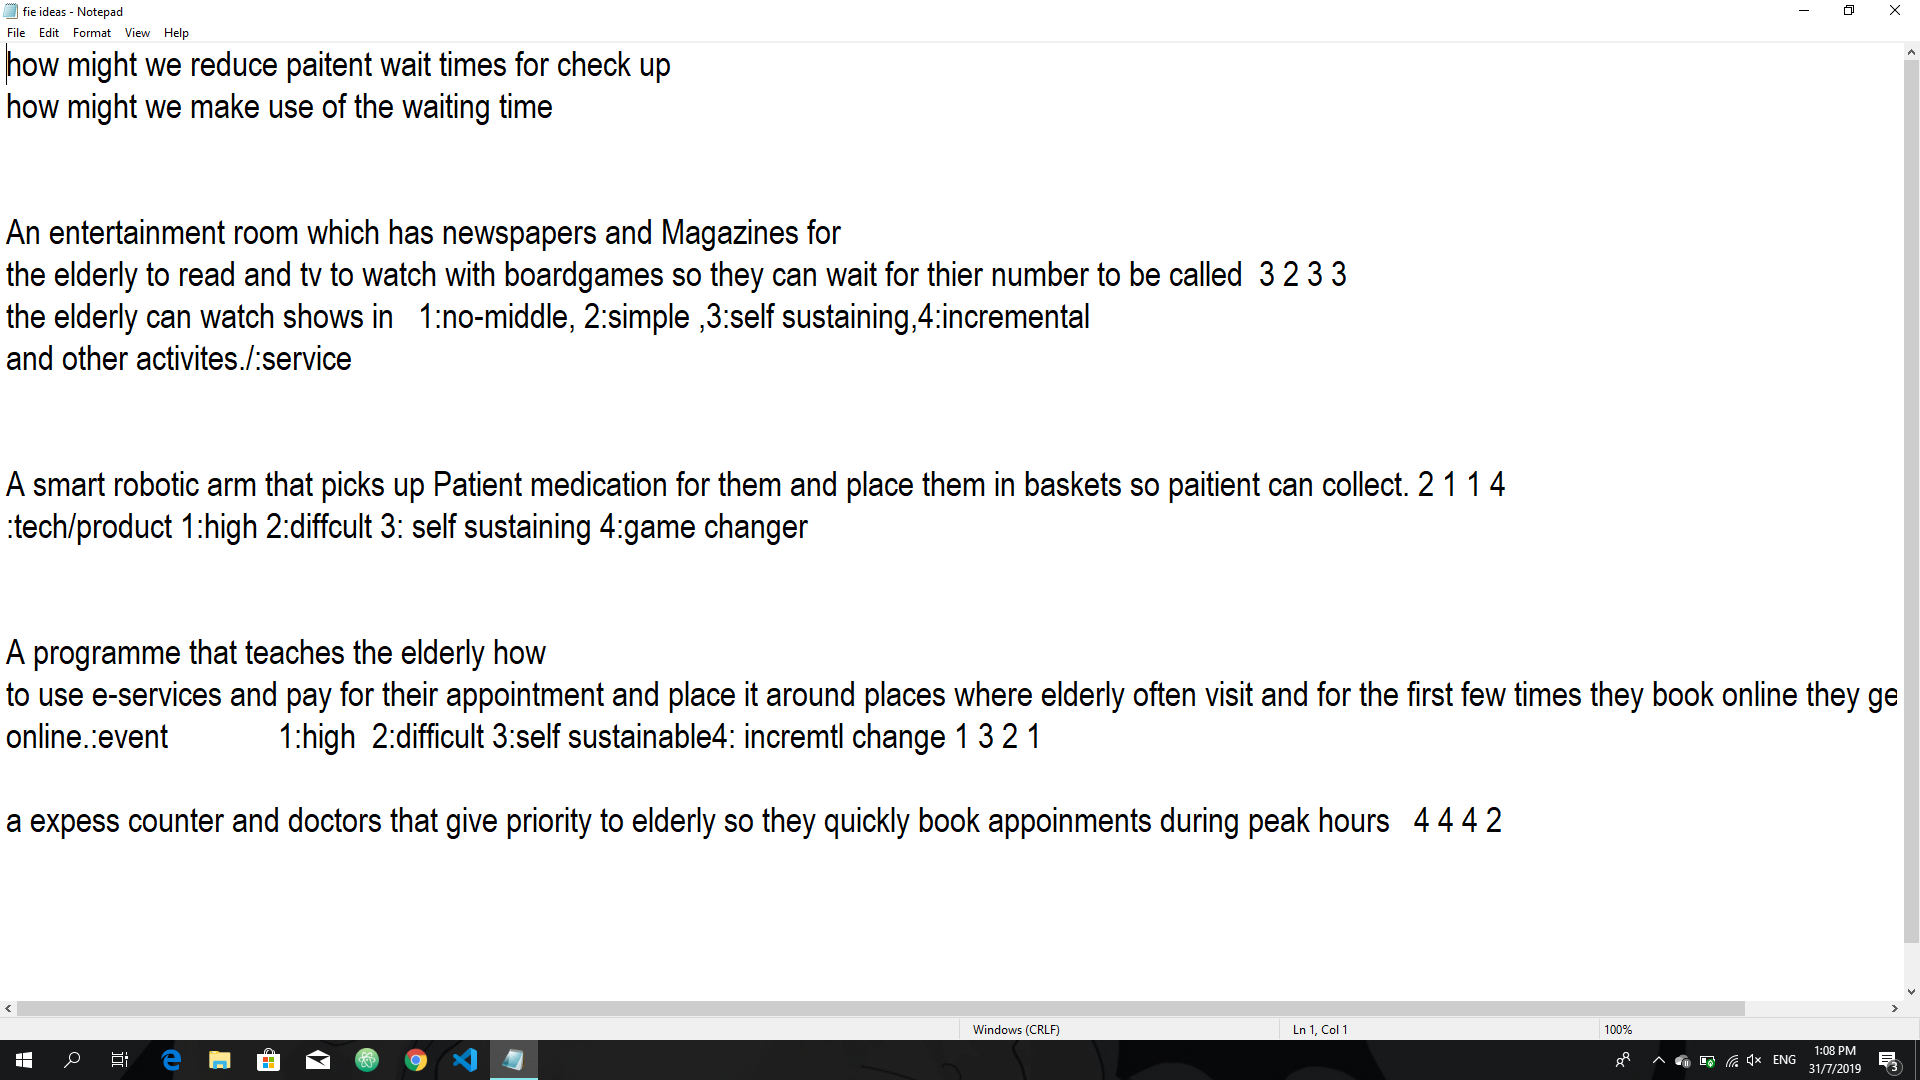 fie ideas - Notepad
File Edit Format View Help
how might we reduce paitent wait times for check up
how might we make use of the waiting time
An entertainment room which has newspapers and Magazines for
the elderly to read and tv to watch with boardgames so they can wait for thier number to be called  3 2 3 3
the elderly can watch shows in   1:no-middle, 2:simple ,3:self sustaining,4:incremental
and other activites./:service
A smart robotic arm that picks up Patient medication for them and place them in baskets so paitient can collect. 2 1 1 4
:tech/product 1:high 2:diffcult 3: self sustaining 4:game changer
A programme that teaches the elderly how
to use e-services and pay for their appointment and place it around places where elderly often visit and for the first few times they book online they ge
online.:event 1:high  2:difficult 3:self sustainable4: incremtl change 1 3 2 1
a expess counter and doctors that give priority to elderly so they quickly book appoinments during peak hours   4 4 4 2
Windows (CRLF) Ln 1, Col 1 100%
ENG
1:08 PM
31/7/2019
3